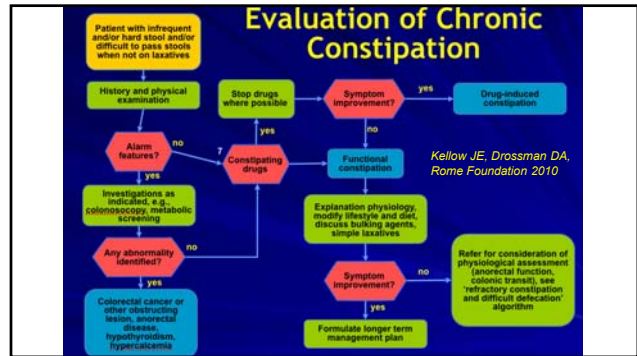 Evaluation of Chronic
Constipation
Patient with infrequent
and/or hard stool and/or
difficult to pass stools
when not on laxatives
History and physical
examination
Alarm
features?
no
yes
Investigations as
indicated, e.g.,
colonosocopy, metabolic
screening
Any abnormality
identified?
no
yes
Colorectal cancer or
other obstructing
lesion, anorectal
disease,
hypothyroidism,
hypercalcemia
7
Constipating
drugs
yes
Stop drugs
where possible
Symptom
improvement?
yes
Drug-induced
constipation
no
Functional
constipation
Kellow JE, Drossman DA,
Rome Foundation 2010
Explanation physiology,
modify lifestyle and diet,
discuss bulking agents,
simple laxatives
Symptom
improvement?
no
Refer for consideration of
physiological assessment
(anorectal function,
colonic transit), see
'refractory constipation
and difficult defecation'
algorithm
yes
Formulate longer term
management plan